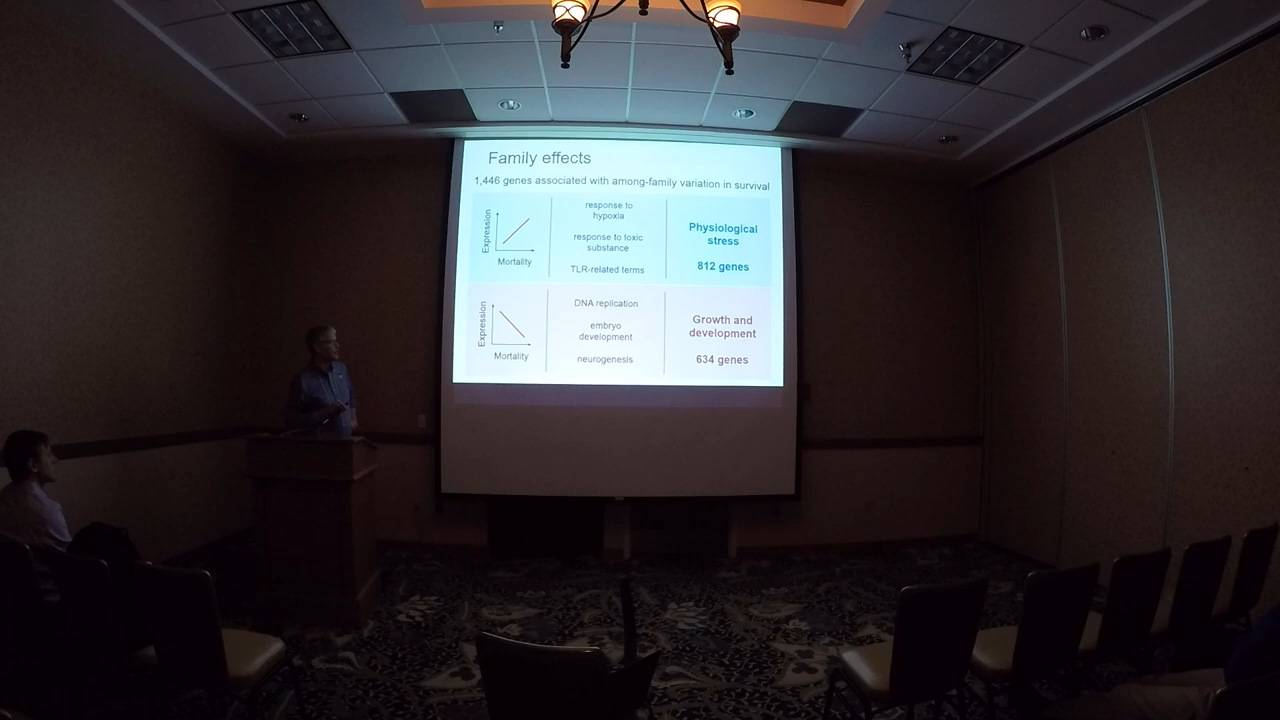 Family effects
1,446 genes associated with among-family variation in survival
Expression
Mortality
response to
hypoxia
response to toxic
substance
TLR-related terms
Physiological
stress
812 genes
Expression
Mortality
DNA replication
embryo
development
neurogenesis
Growth and
development
634 genes